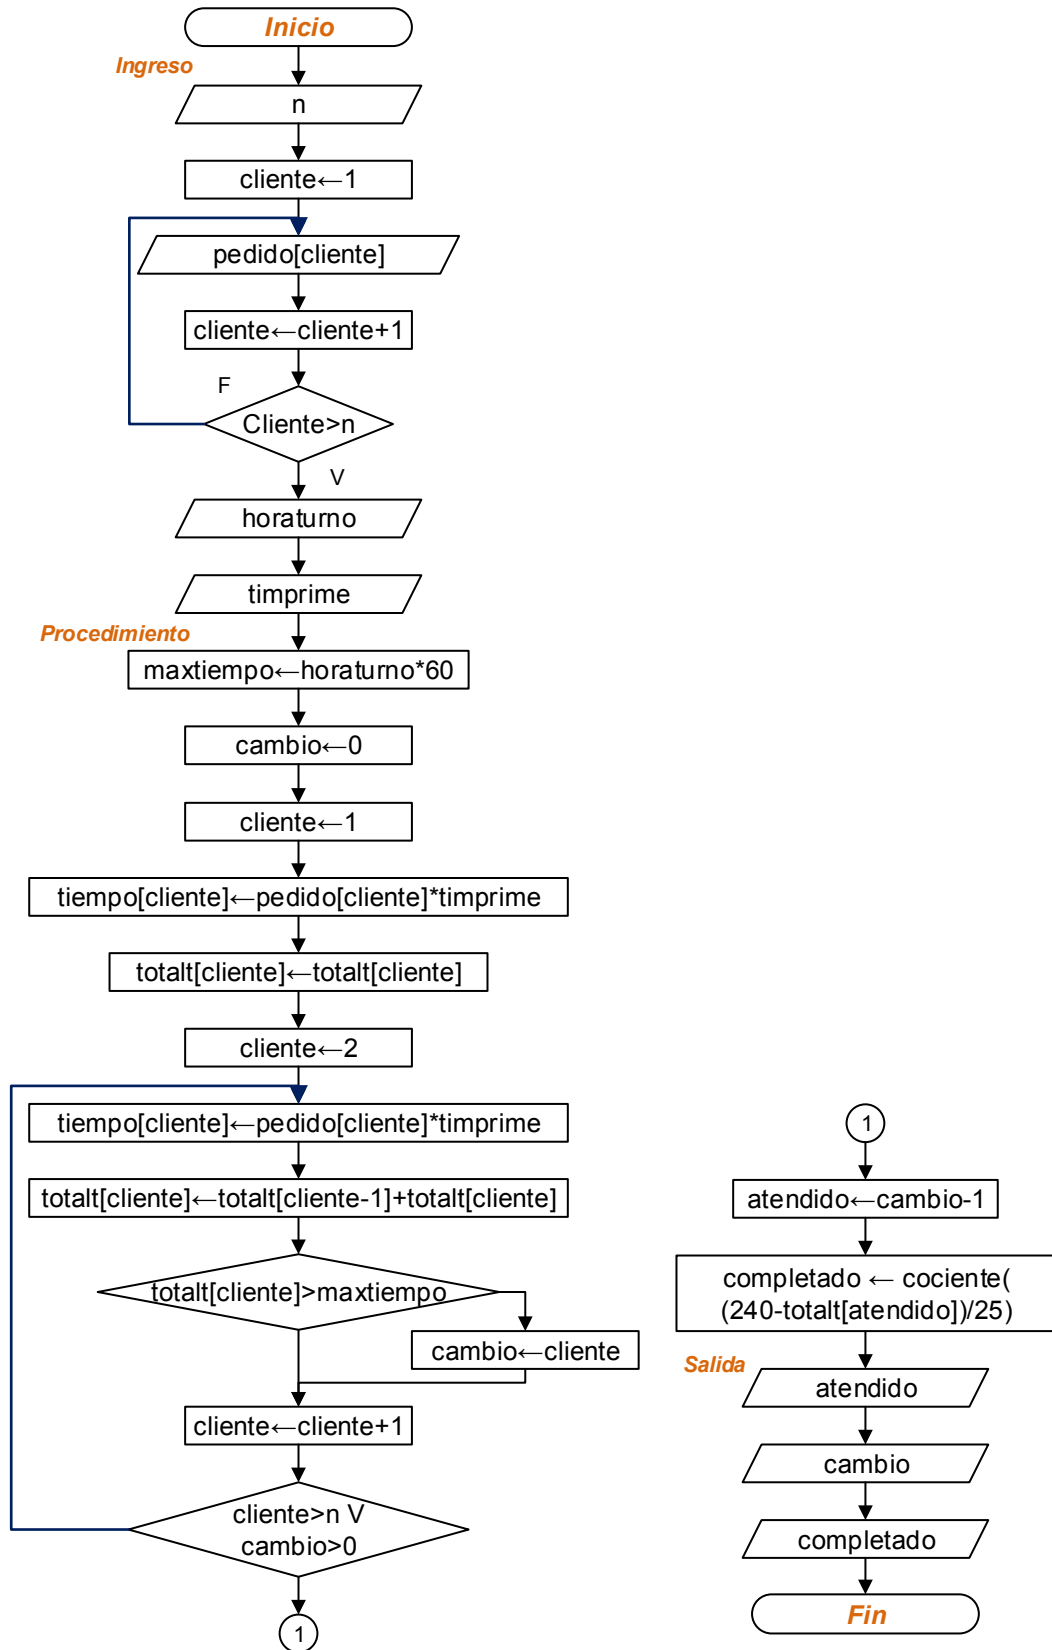 Inicio
Ingreso
n
cliente←1
pedido[cliente]
cliente←cliente+1
F
Cliente>n
V
horaturno
timprime
Procedimiento
maxtiempo←horaturno*60
cambio←0
cliente←1
tiempo[cliente]←pedido[cliente]*timprime
totalt[cliente]←totalt[cliente]
cliente←2
tiempo[cliente]←pedido[cliente]*timprime
totalt[cliente]←totalt[cliente-1]+totalt[cliente]
totalt[cliente]>maxtiempo
cambio←cliente
cliente←cliente+1
cliente>n V
cambio>0
1
1
atendido←cambio-1
completado ← cociente(
(240-totalt[atendido])/25)
Salida
atendido
cambio
completado
Fin